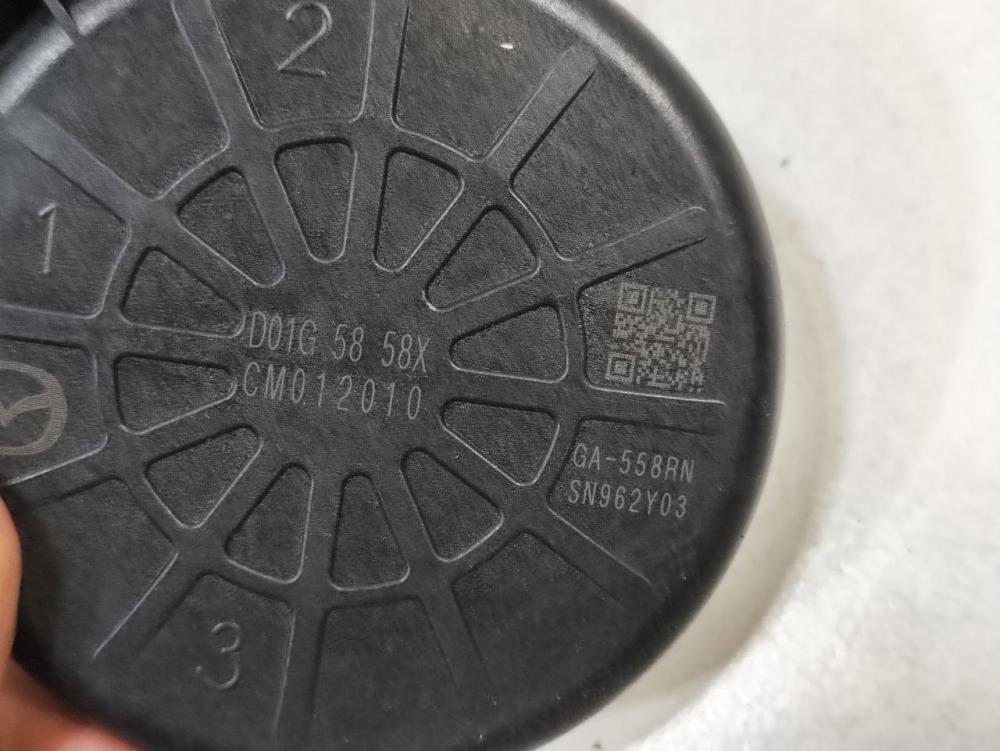 2
1
D01G 58 58X
CM012010
GA-558RN
SN962Y03
3